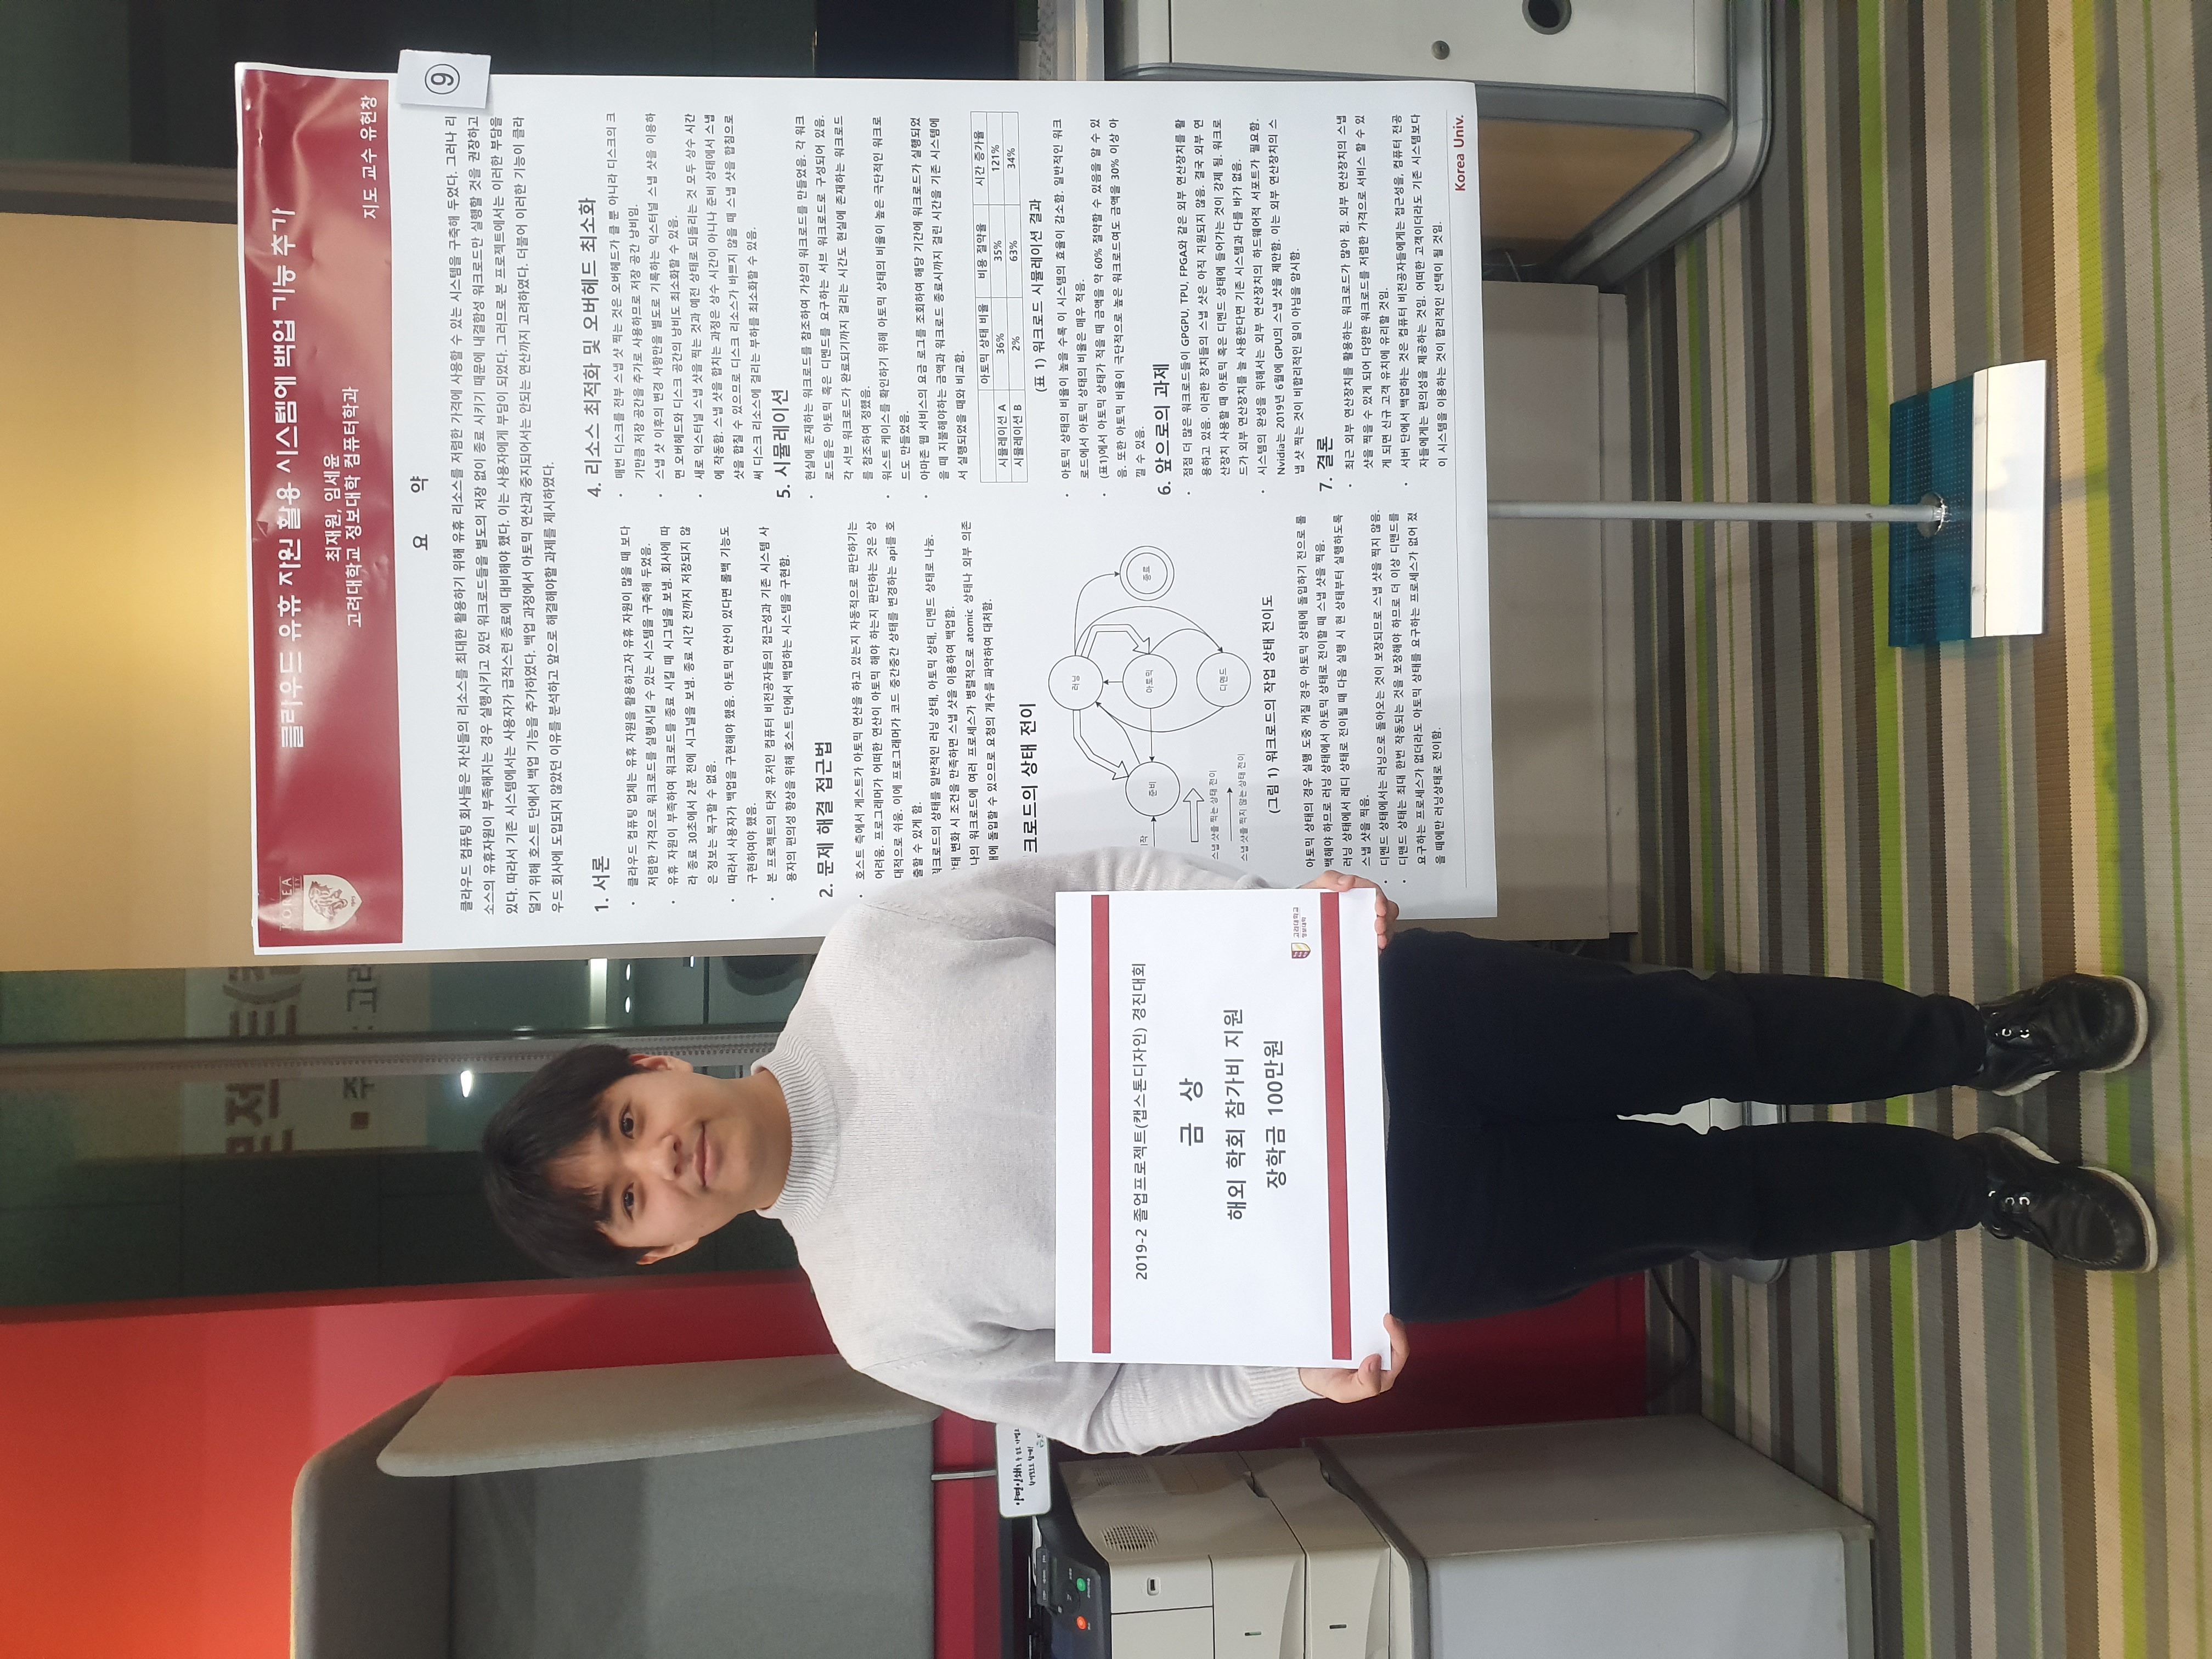 클라우드 유휴 자원 활용 시스템에 백업 기능 추가
최재원, 임세윤
고려대학교 정보대학 컴퓨터학과
지도 교수 유헌창
KOREA
⑨
요 약
클라우드 컴퓨팅 회사들은 자신들의 리소스를 최대한 활용하기 위해 유휴 리소스를 저렴한 가격에 사용할 수 있는 시스템을 구축해 두었다. 그러나 리
소스의 유휴자원이 부족해지는 경우 실행시키고 있던 워크로드들을 별도의 저장 없이 종료 시키기 때문에 내결함성 워크로드만 실행할 것을 권장하고
있다. 따라서 기존 시스템에서는 사용자가 급작스런 종료에 대비해야 했다. 이는 사용자에게 부담이 되었다. 그러므로 본 프로젝트에서는 이러한 부담을
덜기 위해 호스트 단에서 백업 기능을 추가하였다. 백업 과정에서 아토믹 연산과 중지되어서는 안되는 연산까지 고려하였다. 더불어 이러한 기능이 클라
우드 회사에 도입되지 않았던 이유를 분석하고 앞으로 해결해야할 과제를 제시하였다.
1. 서론
• 클라우드 컴퓨팅 업체는 유휴 자원을 활용하고자 유휴 자원이 많을 때 보다
저렴한 가격으로 워크로드를 실행시킬 수 있는 시스템을 구축해 두었음.
• 유휴 자원이 부족하여 워크로드를 종료 시킬 때 시그널을 보냄. 회사에 따
라 종료 30초에서 2분 전에 시그널을 보냄. 종료 시간 전까지 저장되지 않
은 정보는 복구할 수 없음.
• 따라서 사용자가 백업을 구현해야 했음. 아토믹 연산이 있다면 롤백 기능도
구현하여야 했음.
• 본 프로젝트의 타겟 유저인 컴퓨터 비전공자들의 접근성과 기존 시스템 사
용자의 편의성 향상을 위해 호스트 단에서 백업하는 시스템을 구현함.
2. 문제 해결 접근법
• 호스트 측에서 게스트가 아토믹 연산을 하고 있는지 자동적으로 판단하기는
어려움. 프로그래머가 어떠한 연산이 아토믹 해야 하는지 판단하는 것은 상
대적으로 쉬움. 이에 프로그래머가 코드 중간중간 상태를 변경하는 api를 호
출할 수 있게 함.
워크로드의 상태를 일반적인 러닝 상태, 아토믹 상태, 디멘드 상태로 나눔.
상태 변화 시 조건을 만족하면 스냅 샷을 이용하여 백업함.
나의 워크로드에 여러 프로세스가 병렬적으로 atomic 상태나 외부 의존
태에 돌입할 수 있으므로 요청의 개수를 파악하여 대처함.
크로드의 상태 전이
러닝
준비
아토믹
종료
디멘드
작
스냅 샷을 찍는 상태 전이
스냅 샷을 찍지 않는 상태 전이
(그림 1) 워크로드의 작업 상태 전이도
아토믹 상태의 경우 실행 도중 꺼질 경우 아토믹 상태에 돌입하기 전으로 롤
백해야 하므로 러닝 상태에서 아토믹 상태로 전이할 때 스냅 샷을 찍음.
러닝 상태에서 레디 상태로 전이될 때 다음 실행 시 현 상태부터 실행하도록
스냅 샷을 찍음.
• 디멘드 상태에서는 러닝으로 돌아오는 것이 보장되므로 스냅 샷을 찍지 않음.
• 디맨드 상태는 최대 한번 작동되는 것을 보장해야 하므로 더 이상 디맨드를
요구하는 프로세스가 없더라도 아토믹 상태를 요구하는 프로세스가 없어 졌
을 때에만 러닝상태로 전이함.
4. 리소스 최적화 및 오버헤드 최소화
• 매번 디스크를 전부 스냅 샷 찍는 것은 오버헤드가 클 뿐 아니라 디스크의 크
기만큼 저장 공간을 추가로 사용하므로 저장 공간 낭비임.
• 스냅 샷 이후의 변경 사항만을 별도로 기록하는 익스터널 스냅 샷을 이용하
면 오버헤드와 디스크 공간의 낭비도 최소화할 수 있음.
• 새로 익스터널 스냅 샷을 찍는 것과 예전 상태로 되돌리는 것 모두 상수 시간
에 작동함. 스냅 샷을 합치는 과정은 상수 시간이 아니나 준비 상태에서 스냅
샷을 합칠 수 있으므로 디스크 리소스가 바쁘지 않을 때 스냅 샷을 합침으로
써 디스크 리소스에 걸리는 부하를 최소화할 수 있음.
5. 시뮬레이션
• 현실에 존재하는 워크로드를 참조하여 가상의 워크로드를 만들었음. 각 워크
로드들은 아토믹 혹은 디멘드를 요구하는 서브 워크로드로 구성되어 있음.
각 서브 워크로드가 완료되기까지 걸리는 시간도 현실에 존재하는 워크로드
를 참조하여 정했음.
• 워스트 케이스를 확인하기 위해 아토믹 상태의 비율이 높은 극단적인 워크로
드도 만들었음.
• 아마존 웹 서비스의 요금 로그를 조회하여 해당 기간에 워크로드가 실행되었
을 때 지불해야하는 금액과 워크로드 종료시까지 걸린 시간을 기존 시스템에
서 실행되었을 때와 비교함.
아토믹 상태 비율 비용 절약율 시간 증가율
시뮬레이션 A 36% 35% 121%
시뮬레이션 B 2% 63% 34%
(표 1) 워크로드 시뮬레이션 결과
• 아토믹 상태의 비율이 높을 수록 이 시스템의 효율이 감소함. 일반적인 워크
로드에서 아토믹 상태의 비율은 매우 적음.
• (표1)에서 아토믹 상태가 적을 때 금액을 약 60% 절약할 수 있음을 알 수 있
음. 또한 아토믹 비율이 극단적으로 높은 워크로드여도 금액을 30% 이상 아
낄 수 있음.
6. 앞으로의 과제
• 점점 더 많은 워크로드들이 GPGPU, TPU, FPGA와 같은 외부 연산장치를 활
용하고 있음. 이러한 장치들의 스냅 샷은 아직 지원되지 않음. 결국 외부 연
산장치 사용할 때 아토믹 혹은 디멘드 상태에 들어가는 것이 강제 됨. 워크로
드가 외부 연산장치를 늘 사용한다면 기존 시스템과 다를 바가 없음.
• 시스템의 완성을 위해서는 외부 연산장치의 하드웨어적 서포트가 필요함.
Nvidia는 2019년 6월에 GPU의 스냅 샷을 제안함. 이는 외부 연산장치의 스
냅 샷 찍는 것이 비합리적인 일이 아님을 암시함.
7. 결론
• 최근 외부 연산장치를 활용하는 워크로드가 많아 짐. 외부 연산장치의 스냅
샷을 찍을 수 있게 되어 다양한 워크로드를 저렴한 가격으로 서비스 할 수 있
게 되면 신규 고객 유치에 유리할 것임.
• 서버 단에서 백업하는 것은 컴퓨터 비전공자들에게는 접근성을, 컴퓨터 전공
자들에게는 편의성을 제공하는 것임. 어떠한 고객이더라도 기존 시스템보다
이 시스템을 이용하는 것이 합리적인 선택이 될 것임.
Korea Univ.
2019-2 졸업프로젝트(캡스톤디자인) 경진대회
금 상
해외 학회 참가비 지원
장학금 100만원
고려대학교
정보대학
양면인쇄